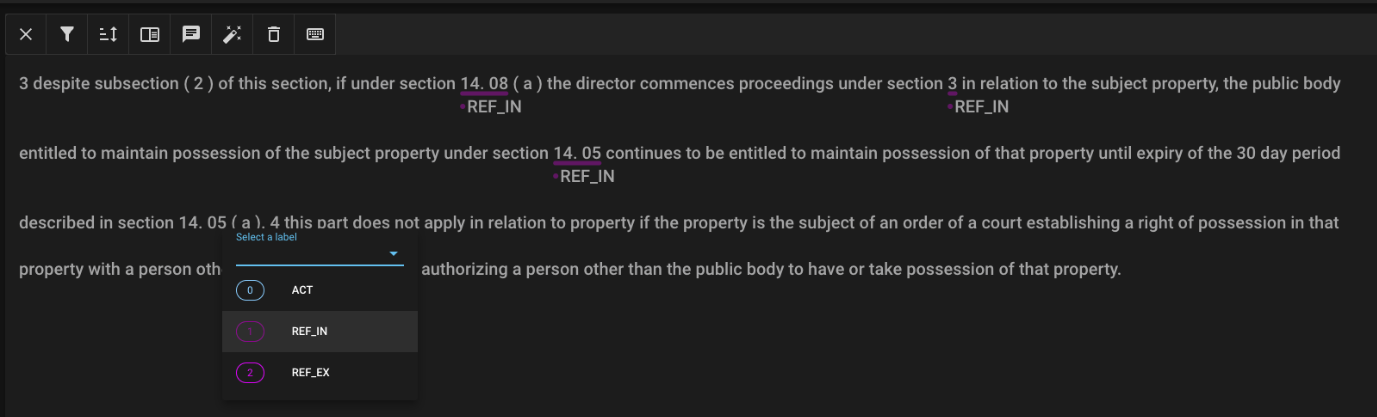 3 despite subsection ( 2 ) of this section, if under section 14. 08 ( a ) the director commences proceedings under section 3 in relation to the subject property, the public body
•REF_IN •REF_IN
entitled to maintain possession of the subject property under section 14. 05 continues to be entitled to maintain possession of that property until expiry of the 30 day period
•REF_IN
described in section 14. 05 ( a ). 4 this part does not apply in relation to property if the property is the subject of an order of a court establishing a right of possession in that
property with a person oth authorizing a person other than the public body to have or take possession of that property.
Select a label
0 ACT
1 REF_IN
2 REF_EX